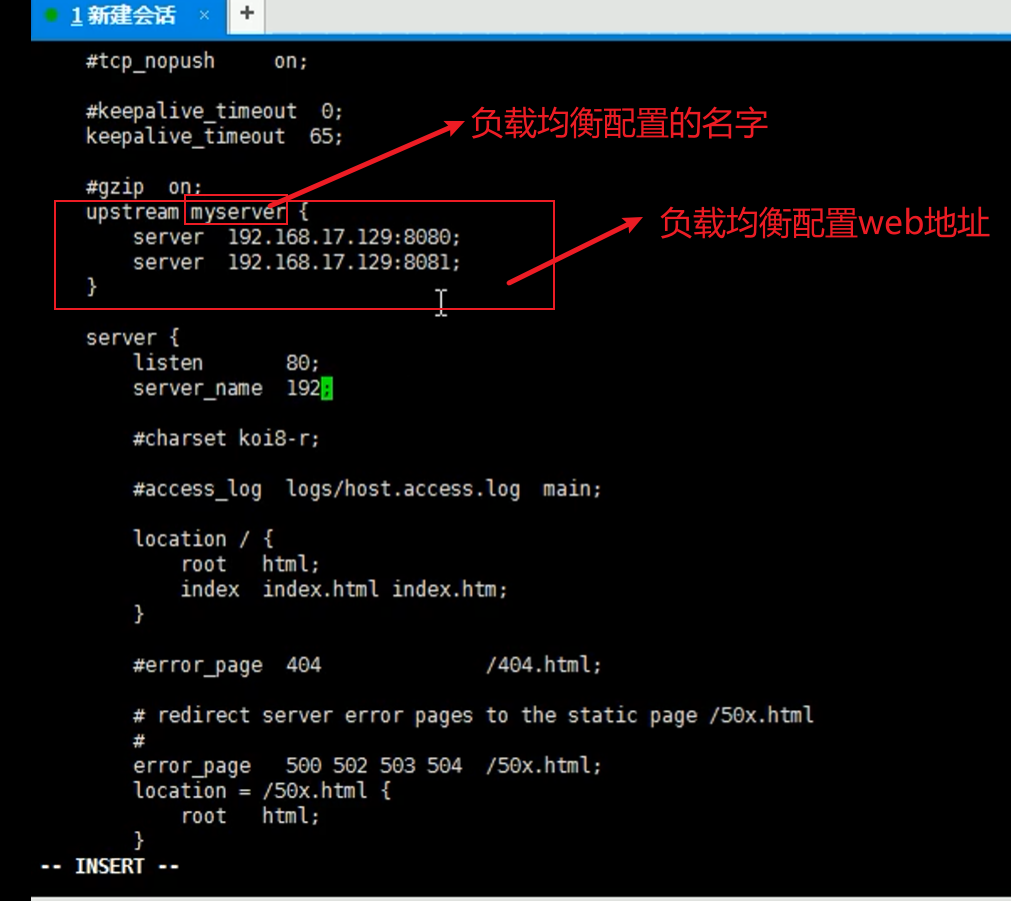 1 新建会话 × +
#tcp_nopush     on;
#keepalive_timeout  0;
keepalive_timeout  65;
负载均衡配置的名字
#gzip  on;
upstream myserver {
负载均衡配置web地址
server  192.168.17.129:8080;
server  192.168.17.129:8081;
}
server {
listen       80;
server_name  192;
#charset koi8-r;
#access_log  logs/host.access.log  main;
location / {
root   html;
index  index.html index.htm;
}
#error_page  404              /404.html;
# redirect server error pages to the static page /50x.html
#
error_page   500 502 503 504  /50x.html;
location = /50x.html {
root   html;
}
-- INSERT --